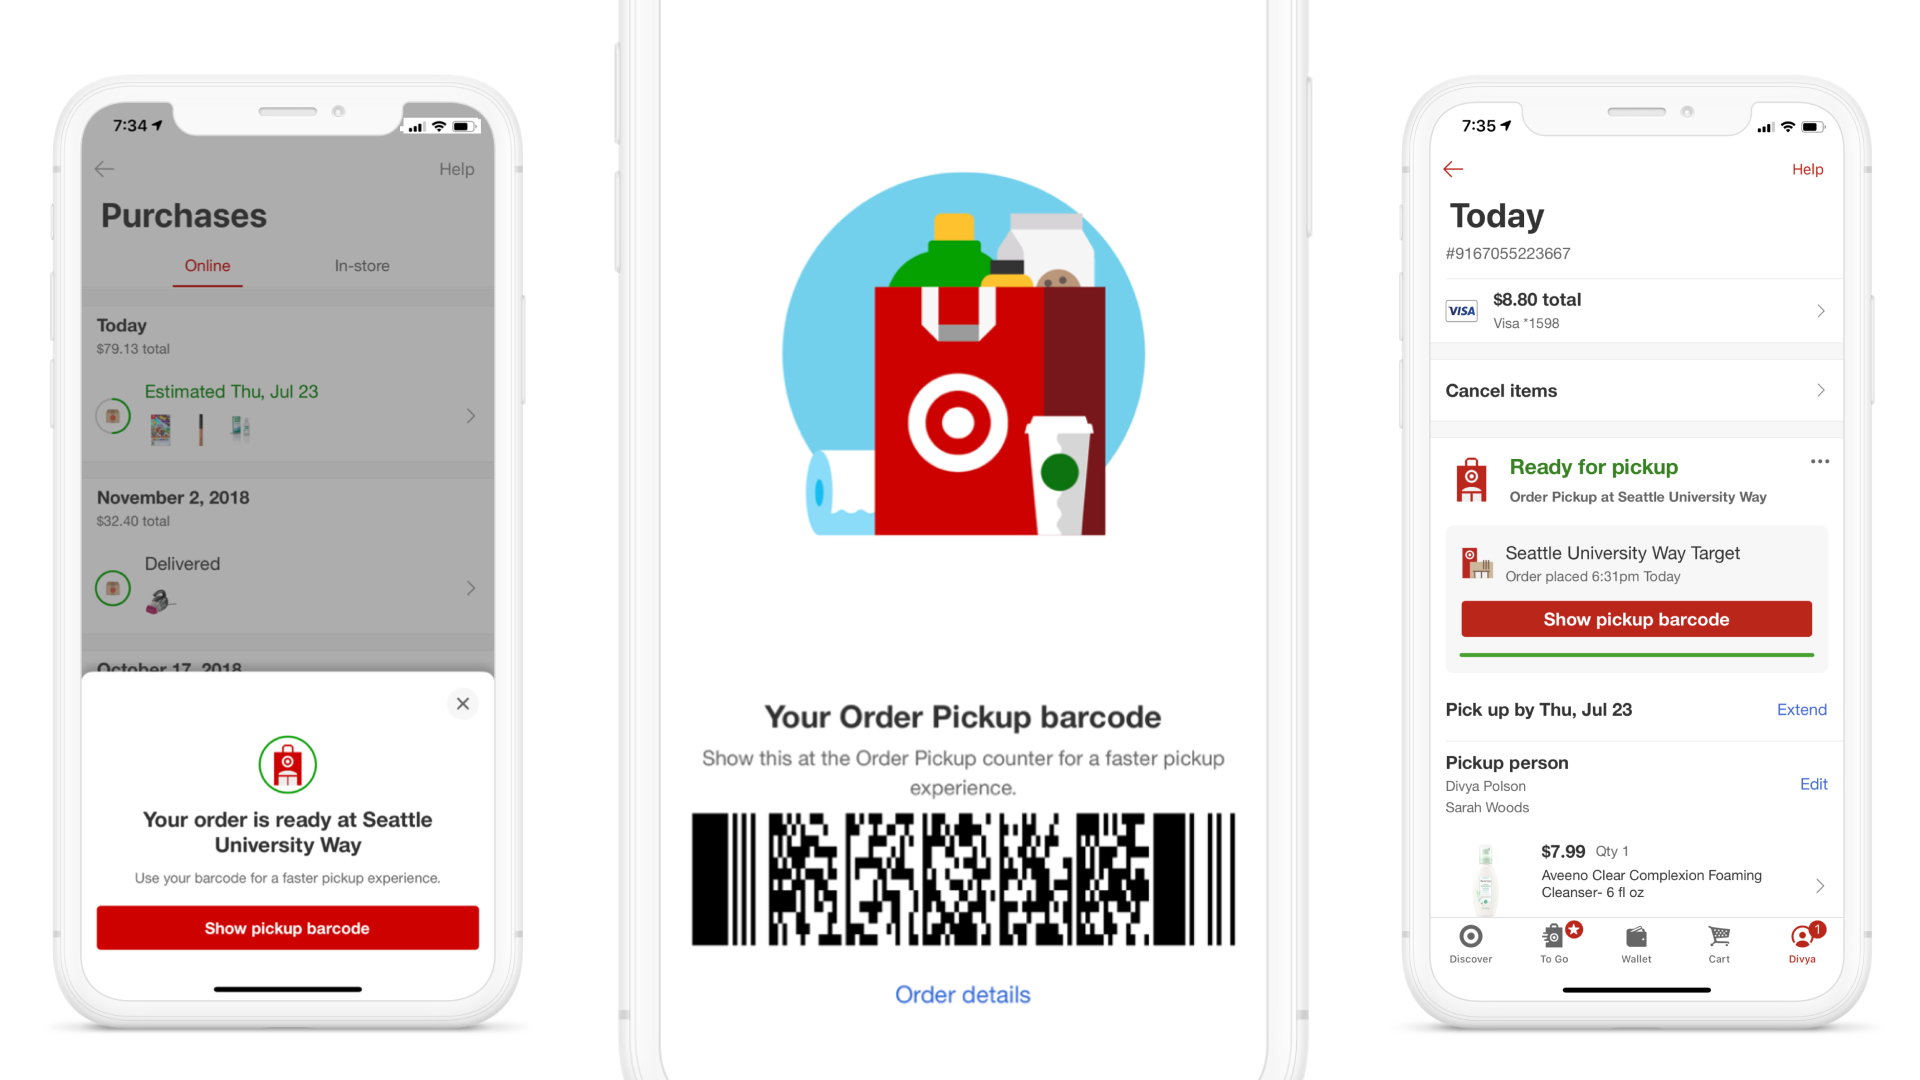 7:34
Help
Purchases
Online
In-store
Today
$79.13 total
Estimated Thu, Jul 23
November 2, 2018
$32.40 total
Delivered
October 17, 2018
Your order is ready at Seattle
University Way
Use your barcode for a faster pickup experience.
Show pickup barcode
Your Order Pickup barcode
Show this at the Order Pickup counter for a faster pickup
experience.
Order details
7:35
Help
Today
#9167055223667
VISA
$8.80 total
Visa *1598
Cancel items
Ready for pickup
Order Pickup at Seattle University Way
Seattle University Way Target
Order placed 6:31pm Today
Show pickup barcode
Pick up by Thu, Jul 23
Extend
Pickup person
Divya Polson
Edit
Sarah Woods
$7.99 Qty 1
Aveeno Clear Complexion Foaming
Cleanser- 6 fl oz
1
Discover
To Go
Wallet
Cart
Divya